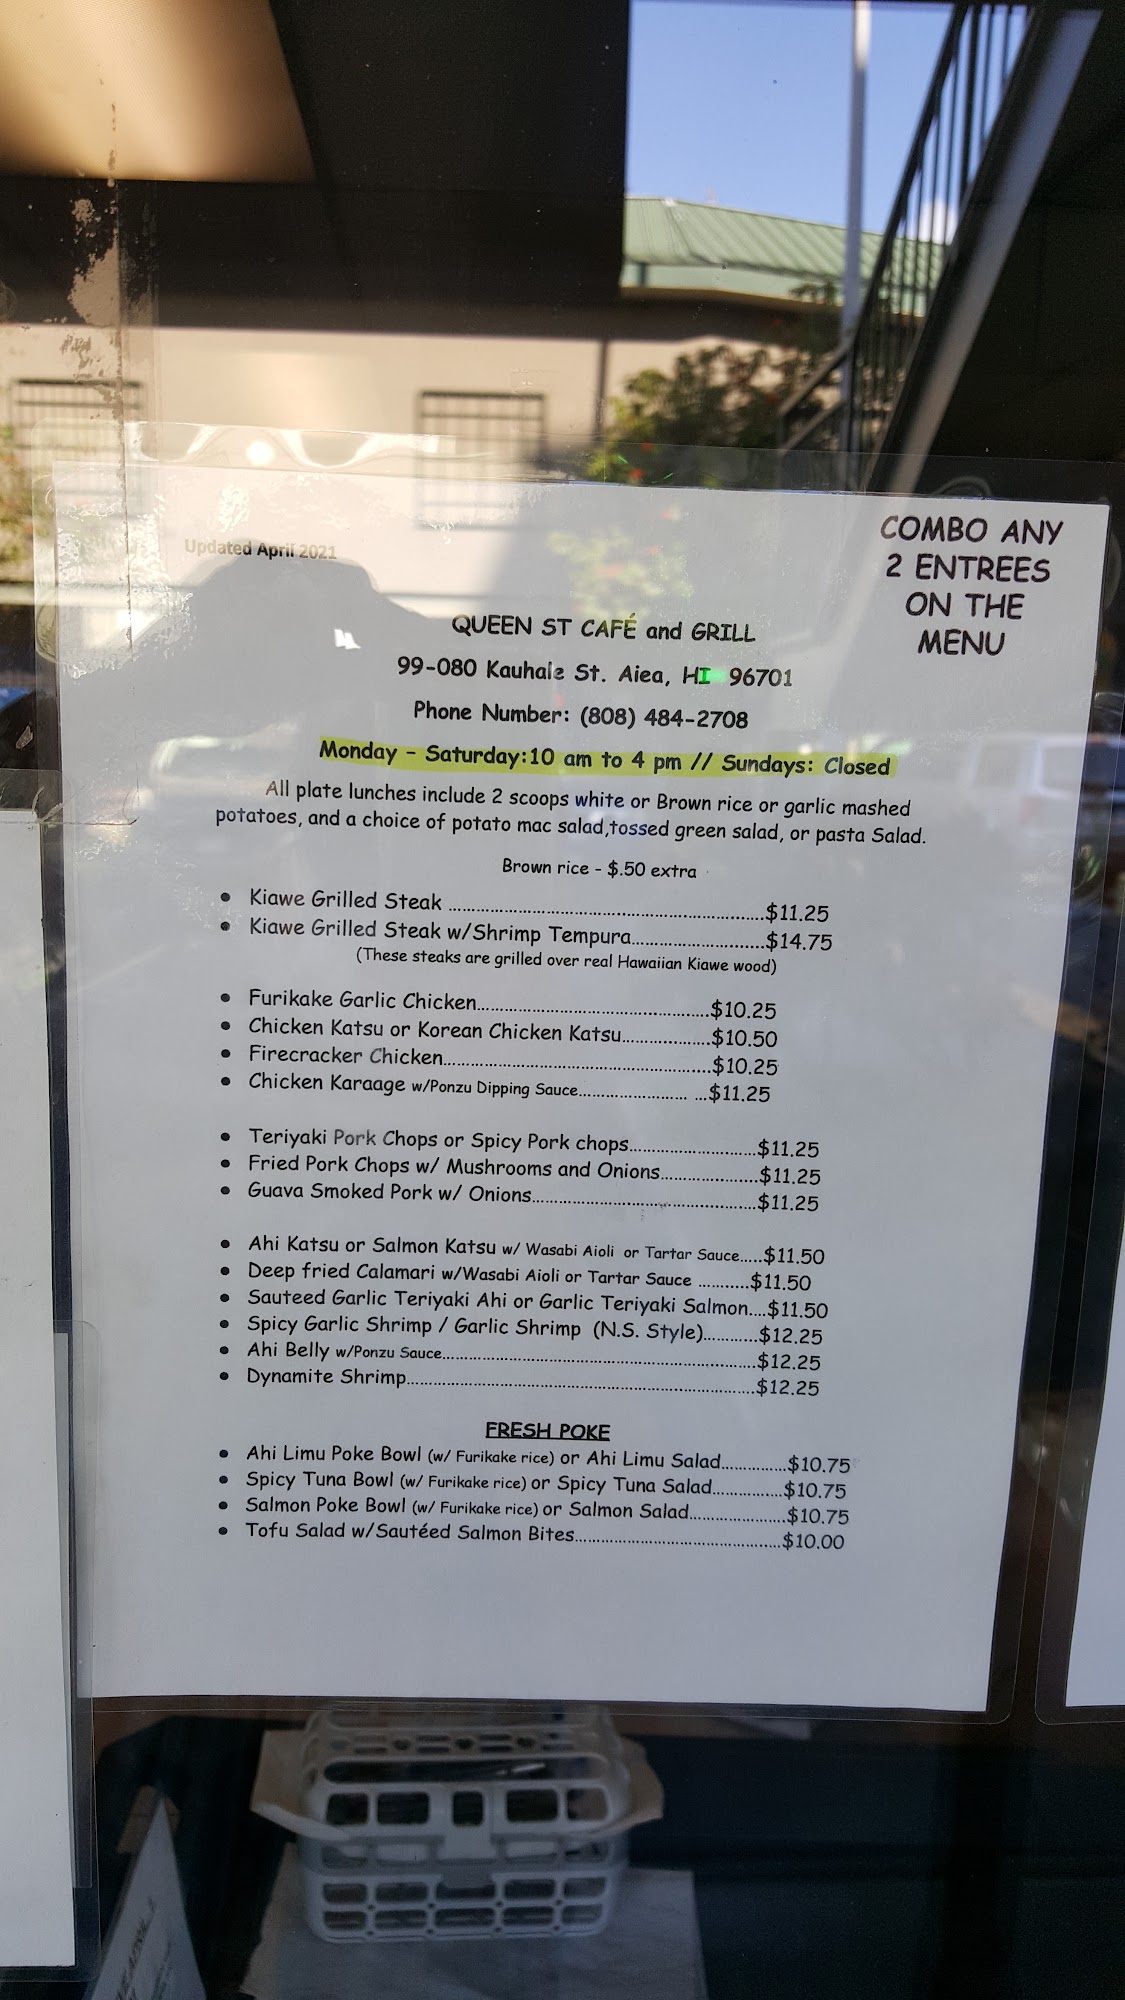 Updated April 2021
COMBO ANY
2 ENTREES
ON THE
MENU
QUEEN ST CAFÉ and GRILL
99-080 Kauhale St. Aiea, HI 96701
Phone Number: (808) 484-2708
Monday - Saturday:10 am to 4 pm // Sundays: Closed
All plate lunches include 2 scoops white or Brown rice or garlic mashed
potatoes, and a choice of potato mac salad,tossed green salad, or pasta Salad.
Brown rice - $.50 extra
• Kiawe Grilled Steak ........................................................................$11.25
• Kiawe Grilled Steak w/Shrimp Tempura..............................$14.75
(These steaks are grilled over real Hawaiian Kiawe wood)
• Furikake Garlic Chicken.....................................................$10.25
• Chicken Katsu or Korean Chicken Katsu....................$10.50
• Firecracker Chicken.............................................................$10.25
• Chicken Karaage w/Ponzu Dipping Sauce......................... ...$11.25
• Teriyaki Pork Chops or Spicy Pork chops.............................$11.25
• Fried Pork Chops w/ Mushrooms and Onions......................$11.25
• Guava Smoked Pork w/ Onions...................................................$11.25
• Ahi Katsu or Salmon Katsu w/ Wasabi Aioli or Tartar Sauce.....$11.50
• Deep fried Calamari w/Wasabi Aioli or Tartar Sauce ...........$11.50
• Sauteed Garlic Teriyaki Ahi or Garlic Teriyaki Salmon....$11.50
• Spicy Garlic Shrimp / Garlic Shrimp (N.S. Style)............$12.25
• Ahi Belly w/Ponzu Sauce.......................................................................$12.25
• Dynamite Shrimp...............................................................................$12.25
FRESH POKE
• Ahi Limu Poke Bowl (w/ Furikake rice) or Ahi Limu Salad...............$10.75
• Spicy Tuna Bowl (w/ Furikake rice) or Spicy Tuna Salad................$10.75
• Salmon Poke Bowl (w/ Furikake rice) or Salmon Salad......................$10.75
• Tofu Salad w/Sautéed Salmon Bites...............................................$10.00